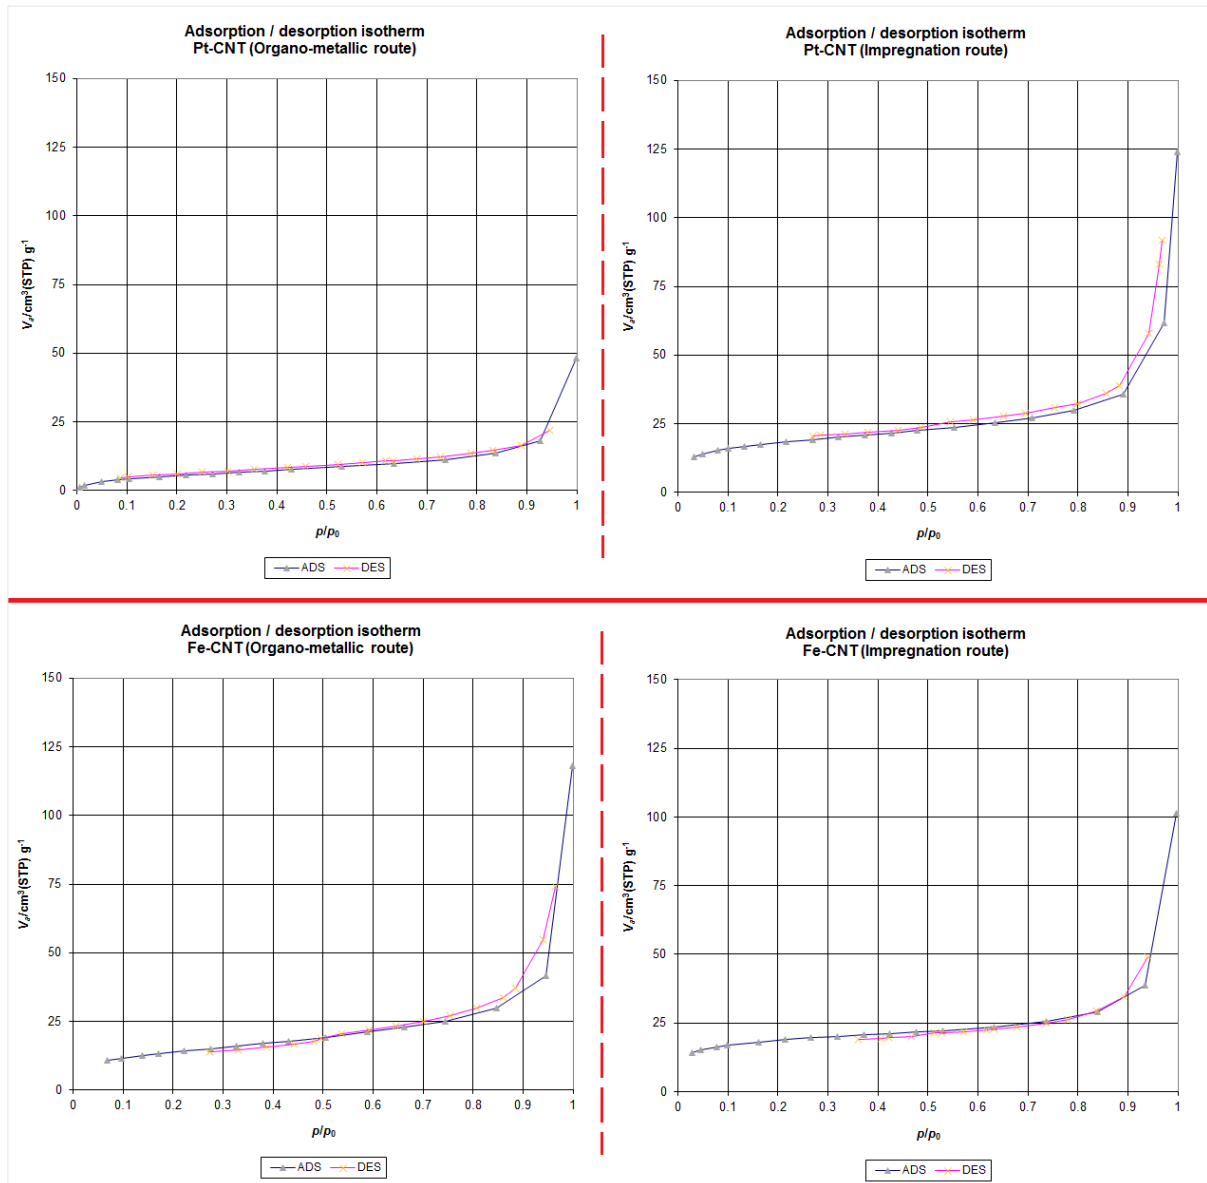 Adsorption / desorption isotherm
Pt-CNT (Organo-metallic route)
150
125
100
75
50
25
0
Va/cm³(STP) g⁻¹
0 0.1 0.2 0.3 0.4 0.5 0.6 0.7 0.8 0.9 1
p/p₀
ADS DES
Adsorption / desorption isotherm
Pt-CNT (Impregnation route)
150
125
100
75
50
25
0
Va/cm³(STP) g⁻¹
0 0.1 0.2 0.3 0.4 0.5 0.6 0.7 0.8 0.9 1
p/p₀
ADS DES
Adsorption / desorption isotherm
Fe-CNT (Organo-metallic route)
150
125
100
75
50
25
0
Va/cm³(STP) g⁻¹
0 0.1 0.2 0.3 0.4 0.5 0.6 0.7 0.8 0.9 1
p/p₀
ADS DES
Adsorption / desorption isotherm
Fe-CNT (Impregnation route)
150
125
100
75
50
25
0
Va/cm³(STP) g⁻¹
0 0.1 0.2 0.3 0.4 0.5 0.6 0.7 0.8 0.9 1
p/p₀
ADS DES